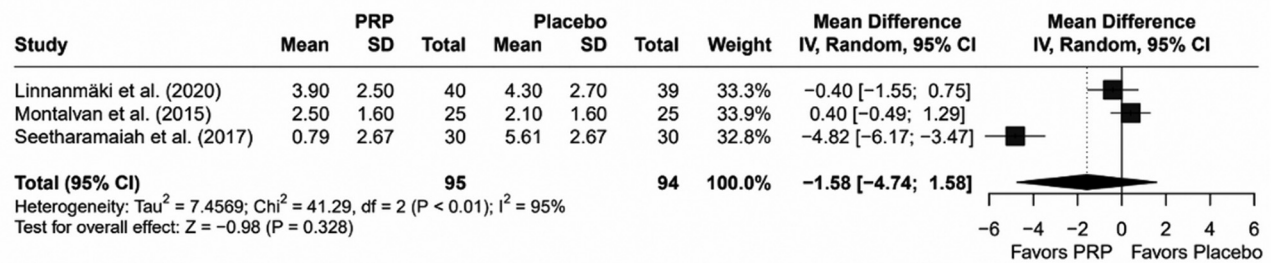 PRP Placebo Mean Difference Mean Difference
Study Mean SD Total Mean SD Total Weight IV, Random, 95% CI IV, Random, 95% CI
Linnanmäki et al. (2020) 3.90 2.50 40 4.30 2.70 39 33.3% −0.40 [−1.55; 0.75]
Montalvan et al. (2015) 2.50 1.60 25 2.10 1.60 25 33.9% 0.40 [−0.49; 1.29]
Seetharamaiah et al. (2017) 0.79 2.67 30 5.61 2.67 30 32.8% −4.82 [−6.17; −3.47]
Total (95% CI) 95 94 100.0% −1.58 [−4.74; 1.58]
Heterogeneity: Tau² = 7.4569; Chi² = 41.29, df = 2 (P < 0.01); I² = 95%
Test for overall effect: Z = −0.98 (P = 0.328)
−6 −4 −2 0 2 4 6
Favors PRP Favors Placebo